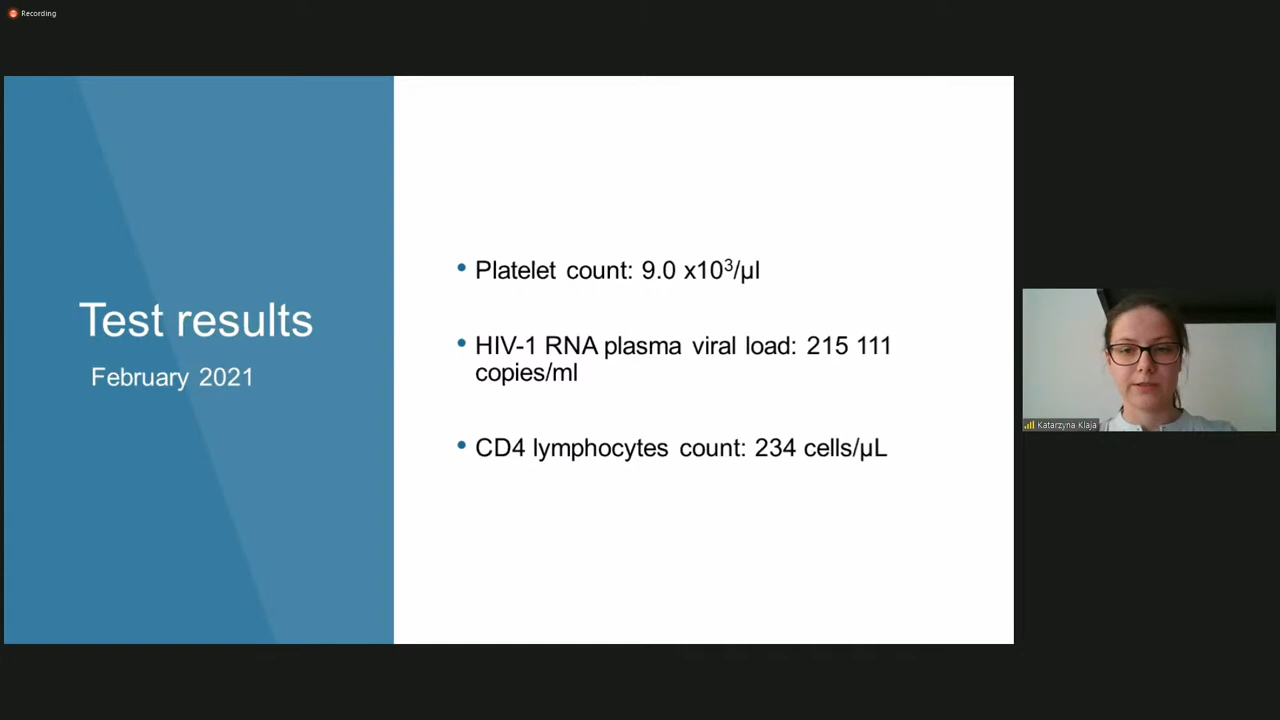 Recording
Test results
February 2021
• Platelet count: 9.0 x10³/µl
• HIV-1 RNA plasma viral load: 215 111
copies/ml
• CD4 lymphocytes count: 234 cells/µL
Katarzyna Klaja